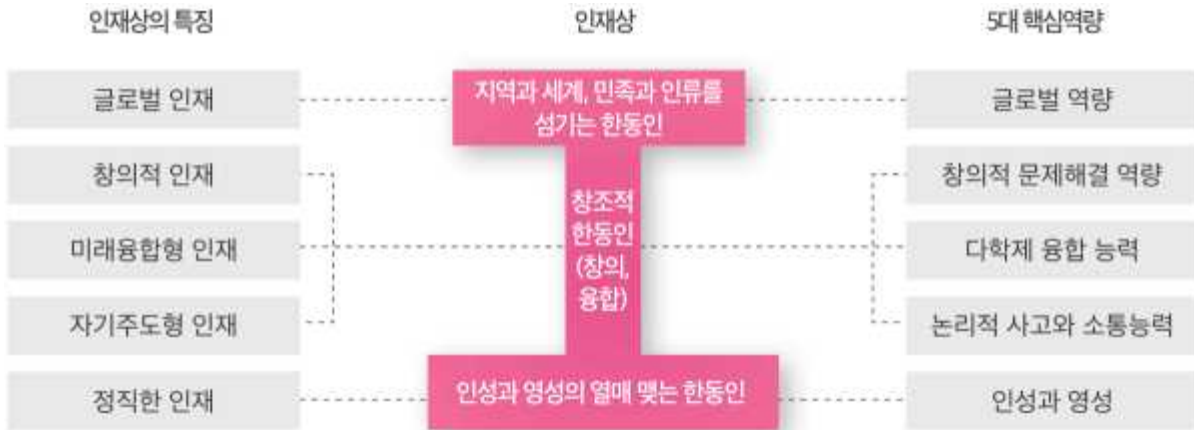 인재상의 특징
인재상
5대 핵심역량
글로벌 인재
지역과 세계, 민족과 인류를
섬기는 한동인
글로벌 역량
창의적 인재
창의적 문제해결 역량
미래융합형 인재
창조적
한동인
(창의,
융합)
다학제 융합 능력
자기주도형 인재
논리적 사고와 소통능력
정직한 인재
인성과 영성의 열매 맺는 한동인
인성과 영성